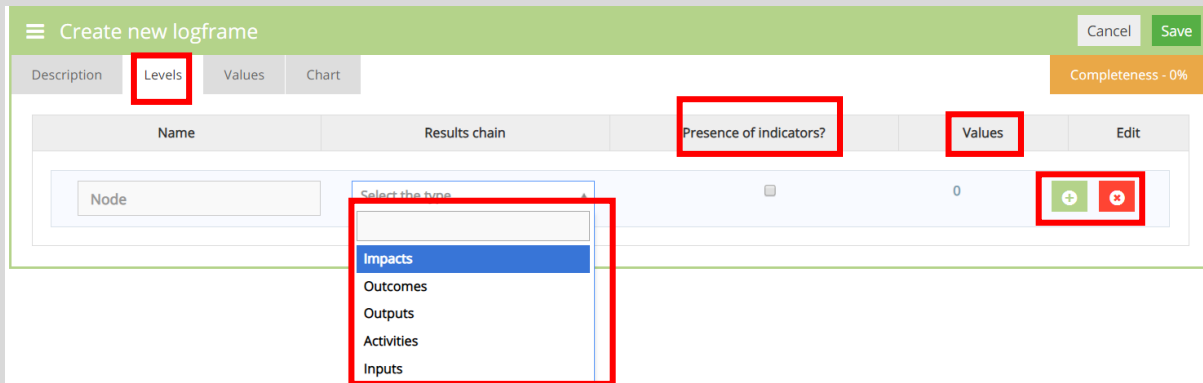 Create new logframe
Cancel
Save
Description
Levels
Values
Chart
Completeness - 0%
Name
Results chain
Presence of indicators?
Values
Edit
Node
Select the type
0
Impacts
Outcomes
Outputs
Activities
Inputs